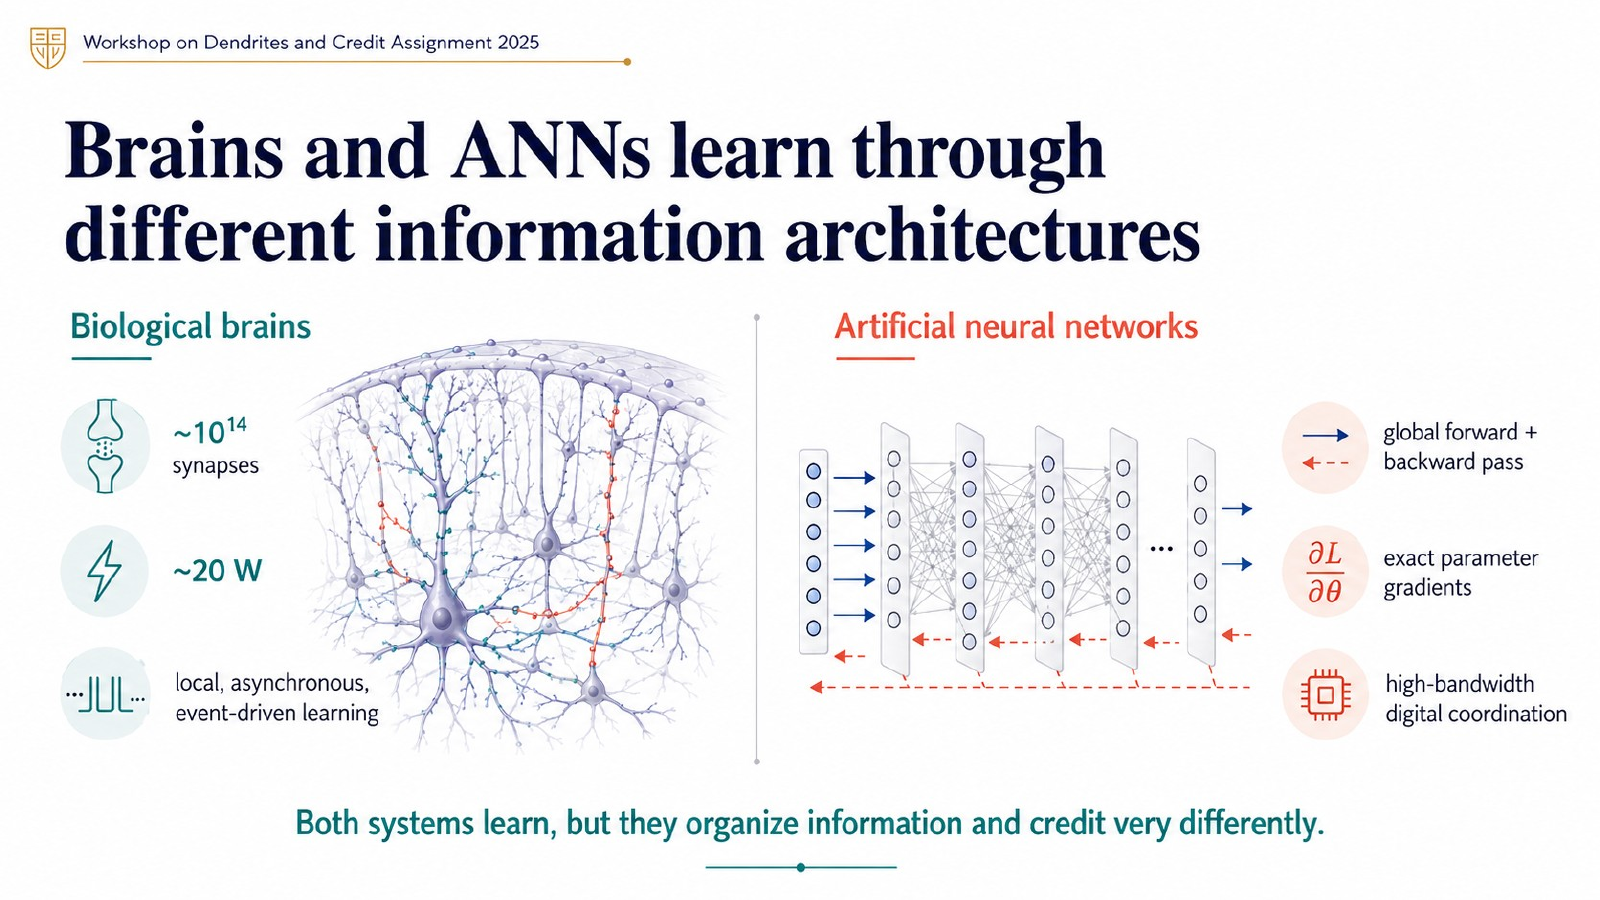 Workshop on Dendrites and Credit Assignment 2025
Brains and ANNs learn through
different information architectures
Biological brains
~10¹⁴
synapses
~20 W
local, asynchronous,
event-driven learning
Artificial neural networks
...
global forward +
backward pass
∂L
∂θ
exact parameter
gradients
high-bandwidth
digital coordination
Both systems learn, but they organize information and credit very differently.